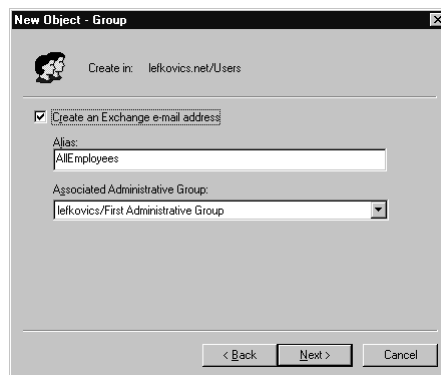 New Object - Group
Create in: lefkovics.net/Users
Create an Exchange e-mail address
Alias:
AllEmployees
Associated Administrative Group:
lefkovics/First Administrative Group
< Back Next > Cancel